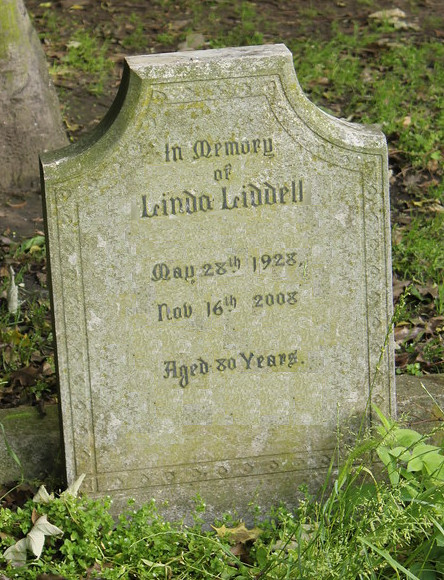 In Memory
of
Linda Liddell
May 28th 1928.
Nov 16th 2008
Aged 80 Years.